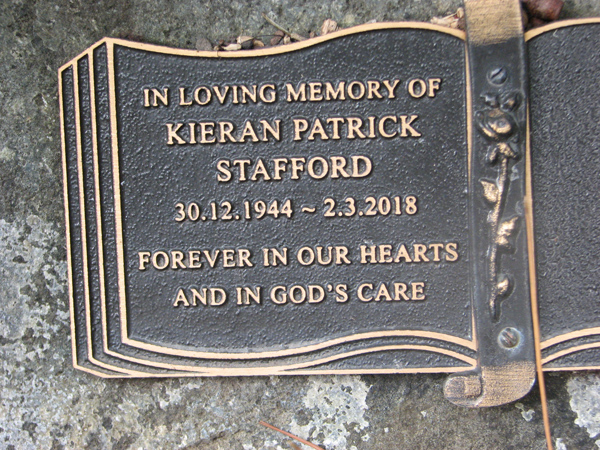 IN LOVING MEMORY OF
KIERAN PATRICK
STAFFORD
30.12.1944 ~ 2.3.2018
FOREVER IN OUR HEARTS
AND IN GOD'S CARE